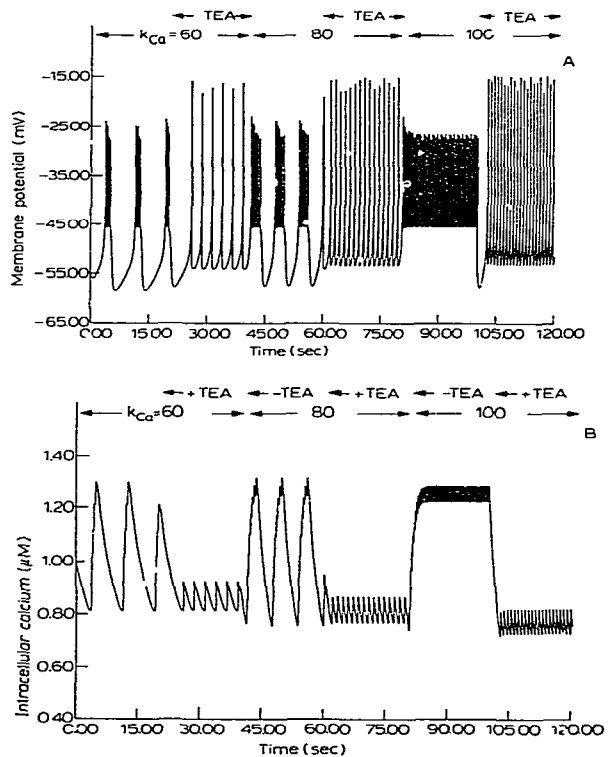 ← TEA → ← TEA → ← TEA →
← kCa=60 → ← 80 → ← 100 →
A
Membrane potential (mV)
-15.00
-25.00
-35.00
-45.00
-55.00
-65.00
0.00 15.00 30.00 45.00 60.00 75.00 90.00 105.00 120.00
Time (sec)
← +TEA → ← -TEA → ← +TEA → ← -TEA → ← +TEA →
← kCa=60 → ← 80 → ← 100 →
B
Intracellular calcium (μM)
1.40
1.20
1.00
0.80
0.60
0.40
0.00 15.00 30.00 45.00 60.00 75.00 90.00 105.00 120.00
Time (sec)